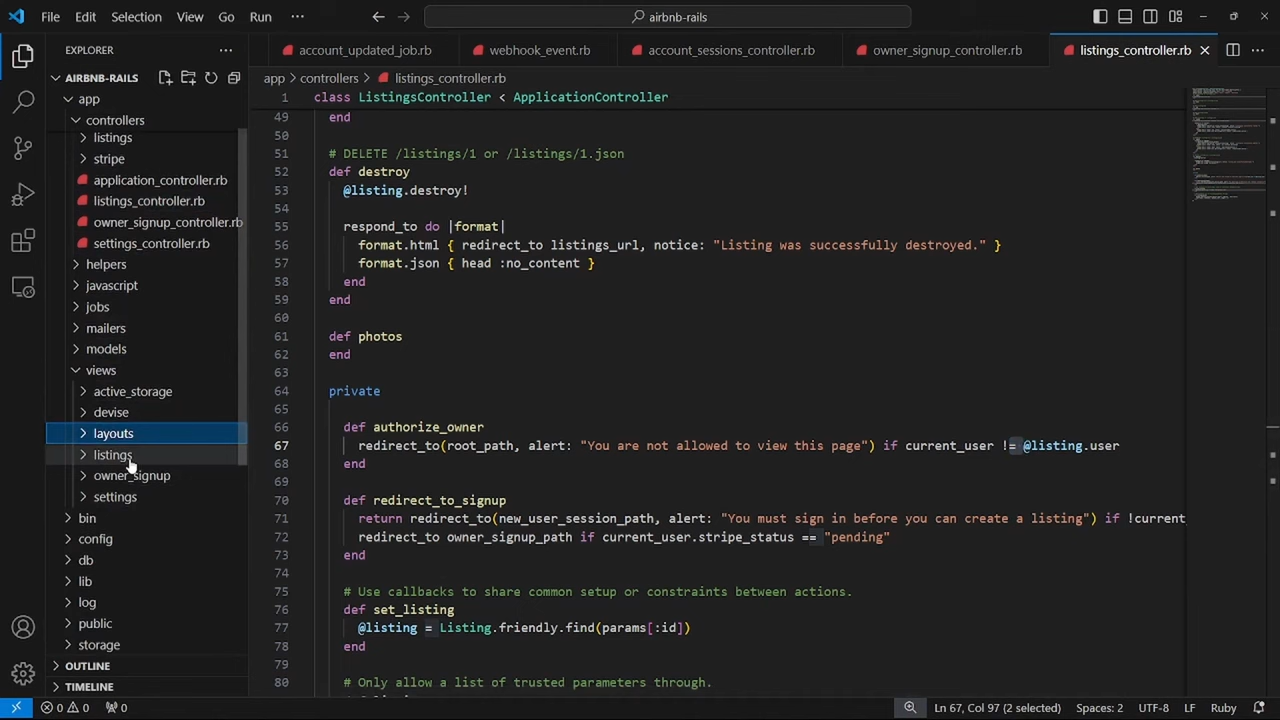 File Edit Selection View Go Run ··· airbnb-rails
EXPLORER ···
account_updated_job.rb webhook_event.rb account_sessions_controller.rb owner_signup_controller.rb listings_controller.rb
AIRBNB-RAILS
app
controllers
listings
stripe
application_controller.rb
listings_controller.rb
owner_signup_controller.rb
settings_controller.rb
helpers
javascript
jobs
mailers
models
views
active_storage
devise
layouts
listings
owner_signup
settings
bin
config
db
lib
log
public
storage
OUTLINE
TIMELINE
app > controllers > listings_controller.rb
1 class ListingsController < ApplicationController
49 end
50
51 # DELETE /listings/1 or /listings/1.json
52 def destroy
53 @listing.destroy!
54
55 respond_to do |format|
56 format.html { redirect_to listings_url, notice: "Listing was successfully destroyed." }
57 format.json { head :no_content }
58 end
59 end
60
61 def photos
62 end
63
64 private
65
66 def authorize_owner
67 redirect_to(root_path, alert: "You are not allowed to view this page") if current_user != @listing.user
68 end
69
70 def redirect_to_signup
71 return redirect_to(new_user_session_path, alert: "You must sign in before you can create a listing") if !current
72 redirect_to owner_signup_path if current_user.stripe_status == "pending"
73 end
74
75 # Use callbacks to share common setup or constraints between actions.
76 def set_listing
77 @listing = Listing.friendly.find(params[:id])
78 end
79
80 # Only allow a list of trusted parameters through.
0 0 0 Ln 67, Col 97 (2 selected) Spaces: 2 UTF-8 LF Ruby